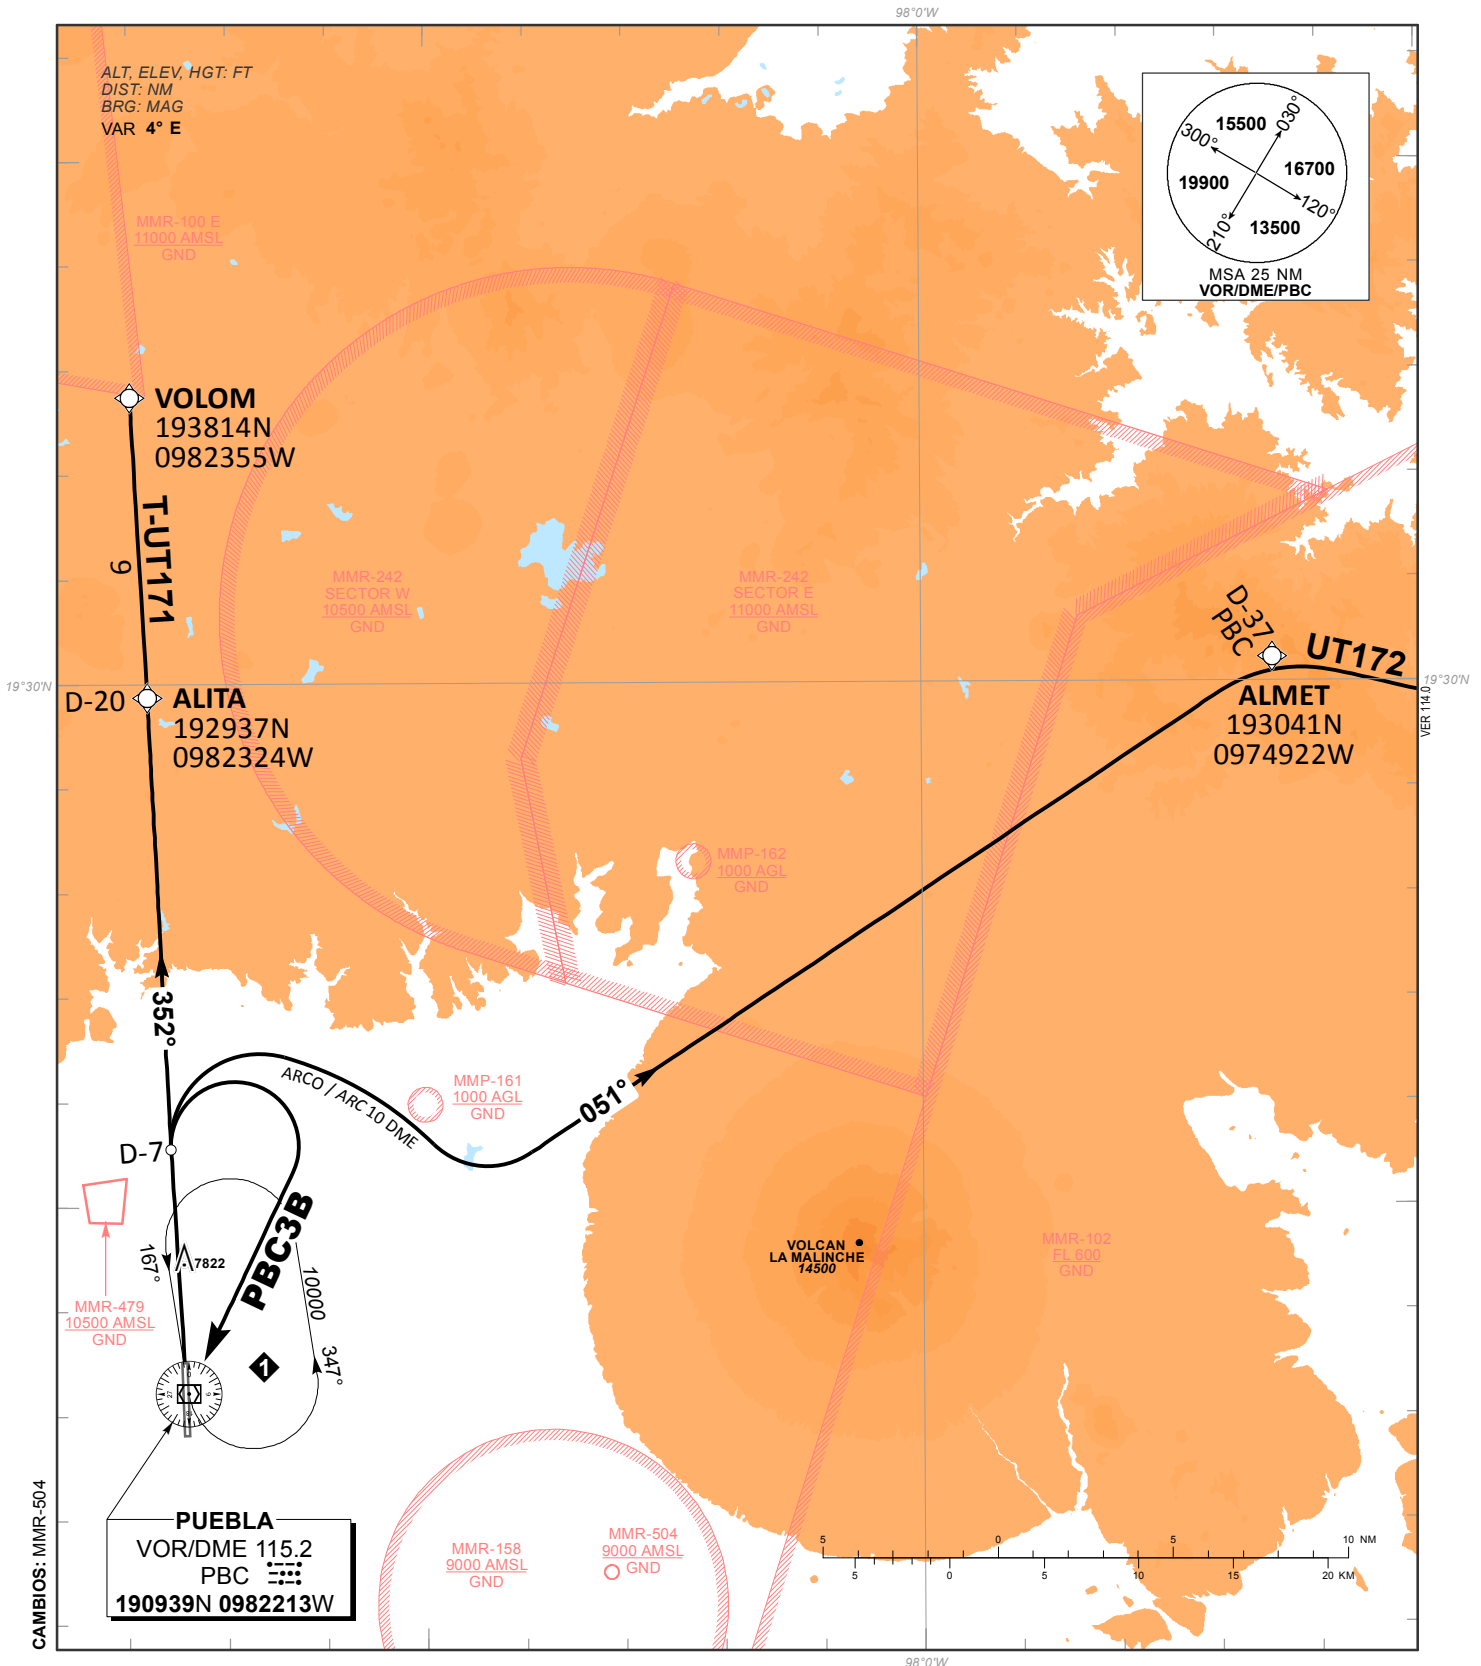 98°0'W
ALT, ELEV, HGT: FT
DIST: NM
BRG: MAG
VAR 4° E
15500
030°
300°
16700
19900
120°
210°
13500
MSA 25 NM
VOR/DME/PBC
MMR-100 E
11000 AMSL
GND
VOLOM
193814N
0982355W
T-UT171
9
MMR-242
SECTOR W
10500 AMSL
GND
MMR-242
SECTOR E
11000 AMSL
GND
D-37
PBC
UT172
19°30'N
19°30'N
D-20
ALITA
192937N
0982324W
ALMET
193041N
0974922W
VER 114.0
MMP-162
1000 AGL
GND
352°
ARCO / ARC 10 DME
MMP-161
1000 AGL
GND
051°
D-7
PBC3B
167°
7822
10000
347°
1
MMR-479
10500 AMSL
GND
VOLCAN
LA MALINCHE
14500
MMR-102
FL 600
GND
0
9
18
27
PUEBLA
VOR/DME 115.2
PBC
190939N 0982213W
CAMBIOS: MMR-504
MMR-158
9000 AMSL
GND
MMR-504
9000 AMSL
GND
5 0 5 10 NM
5 0 5 10 15 20 KM
98°0'W